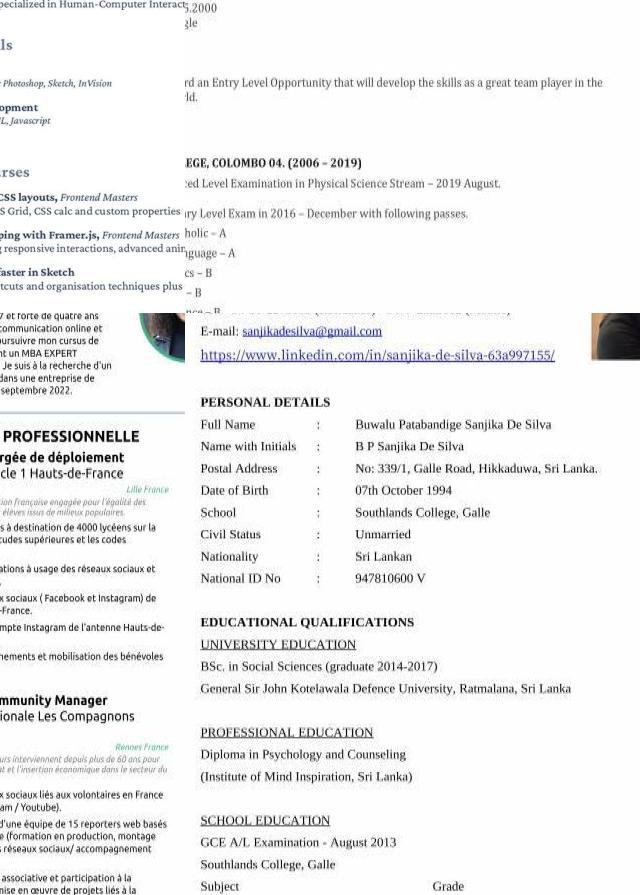 pecialized in Human-Computer Interact
ls
Photoshop, Sketch, InVision
opment
L, Javascript
rses
CSS layouts, Frontend Masters
S Grid, CSS calc and custom properties
ping with Framer.js, Frontend Masters
g responsive interactions, advanced anim
faster in Sketch
tcuts and organisation techniques plus
5.2000
gle
rd an Entry Level Opportunity that will develop the skills as a great team player in the
ld.
EGE, COLOMBO 04. (2006 – 2019)
ced Level Examination in Physical Science Stream – 2019 August.
ry Level Exam in 2016 – December with following passes.
holic – A
nguage – A
cs – B
– B
7 et forte de quatre ans
communication online et
oursuivre mon cursus de
nt un MBA EXPERT
Je suis à la recherche d'un
dans une entreprise de
septembre 2022.
PROFESSIONNELLE
rgée de déploiement
cle 1 Hauts-de-France
Lille France
ion française engagée pour l'égalité des
élèves issus de milieux populaires.
s à destination de 4000 lycéens sur la
tudes supérieures et les codes
ations à usage des réseaux sociaux et
x sociaux ( Facebook et Instagram) de
-France.
mpte Instagram de l'antenne Hauts-de-
nements et mobilisation des bénévoles
mmunity Manager
ionale Les Compagnons
Rennes France
urs interviennent depuis plus de 60 ans pour
t et l'insertion économique dans le secteur du
x sociaux liés aux volontaires en France
am / Youtube).
d'une équipe de 15 reporters web basés
e (formation en production, montage
s réseaux sociaux/ accompagnement
associative et participation à la
mise en œuvre de projets liés à la
E-mail: sanjikadesilva@gmail.com
https://www.linkedin.com/in/sanjika-de-silva-63a997155/
PERSONAL DETAILS
Full Name : Buwalu Patabandige Sanjika De Silva
Name with Initials : B P Sanjika De Silva
Postal Address : No: 339/1, Galle Road, Hikkaduwa, Sri Lanka.
Date of Birth : 07th October 1994
School : Southlands College, Galle
Civil Status : Unmarried
Nationality : Sri Lankan
National ID No : 947810600 V
EDUCATIONAL QUALIFICATIONS
UNIVERSITY EDUCATION
BSc. in Social Sciences (graduate 2014-2017)
General Sir John Kotelawala Defence University, Ratmalana, Sri Lanka
PROFESSIONAL EDUCATION
Diploma in Psychology and Counseling
(Institute of Mind Inspiration, Sri Lanka)
SCHOOL EDUCATION
GCE A/L Examination - August 2013
Southlands College, Galle
Subject Grade